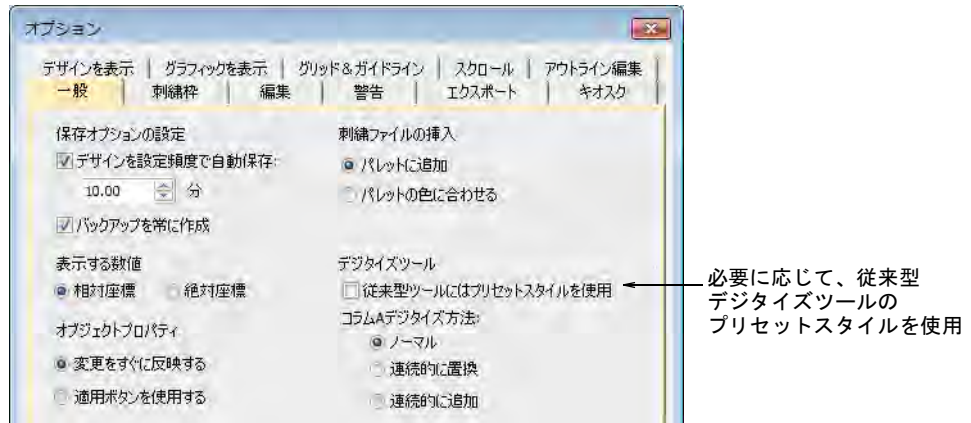 オプション
デザインを表示 グラフィックを表示 グリッド&ガイドライン スクロール アウトライン編集
一般 刺繍枠 編集 警告 エクスポート キオスク
保存オプションの設定
デザインを設定頻度で自動保存:
10.00 分
バックアップを常に作成
表示する数値
相対座標 絶対座標
オブジェクトプロパティ
変更をすぐに反映する
適用ボタンを使用する
刺繍ファイルの挿入
パレットに追加
パレットの色に合わせる
デジタイズツール
従来型ツールにはプリセットスタイルを使用
コラムAデジタイズ方法:
ノーマル
連続的に置換
連続的に追加
必要に応じて、従来型
デジタイズツールの
プリセットスタイルを使用